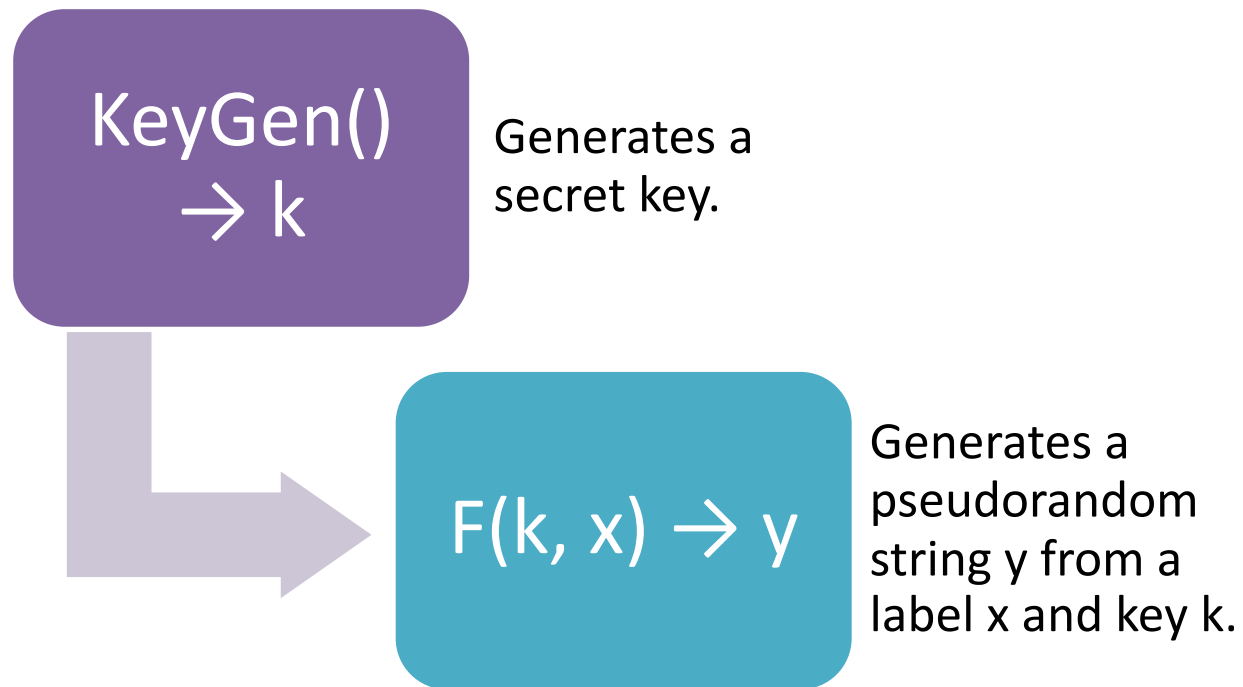 KeyGen()
→ k
Generates a
secret key.
F(k, x) → y
Generates a
pseudorandom
string y from a
label x and key k.